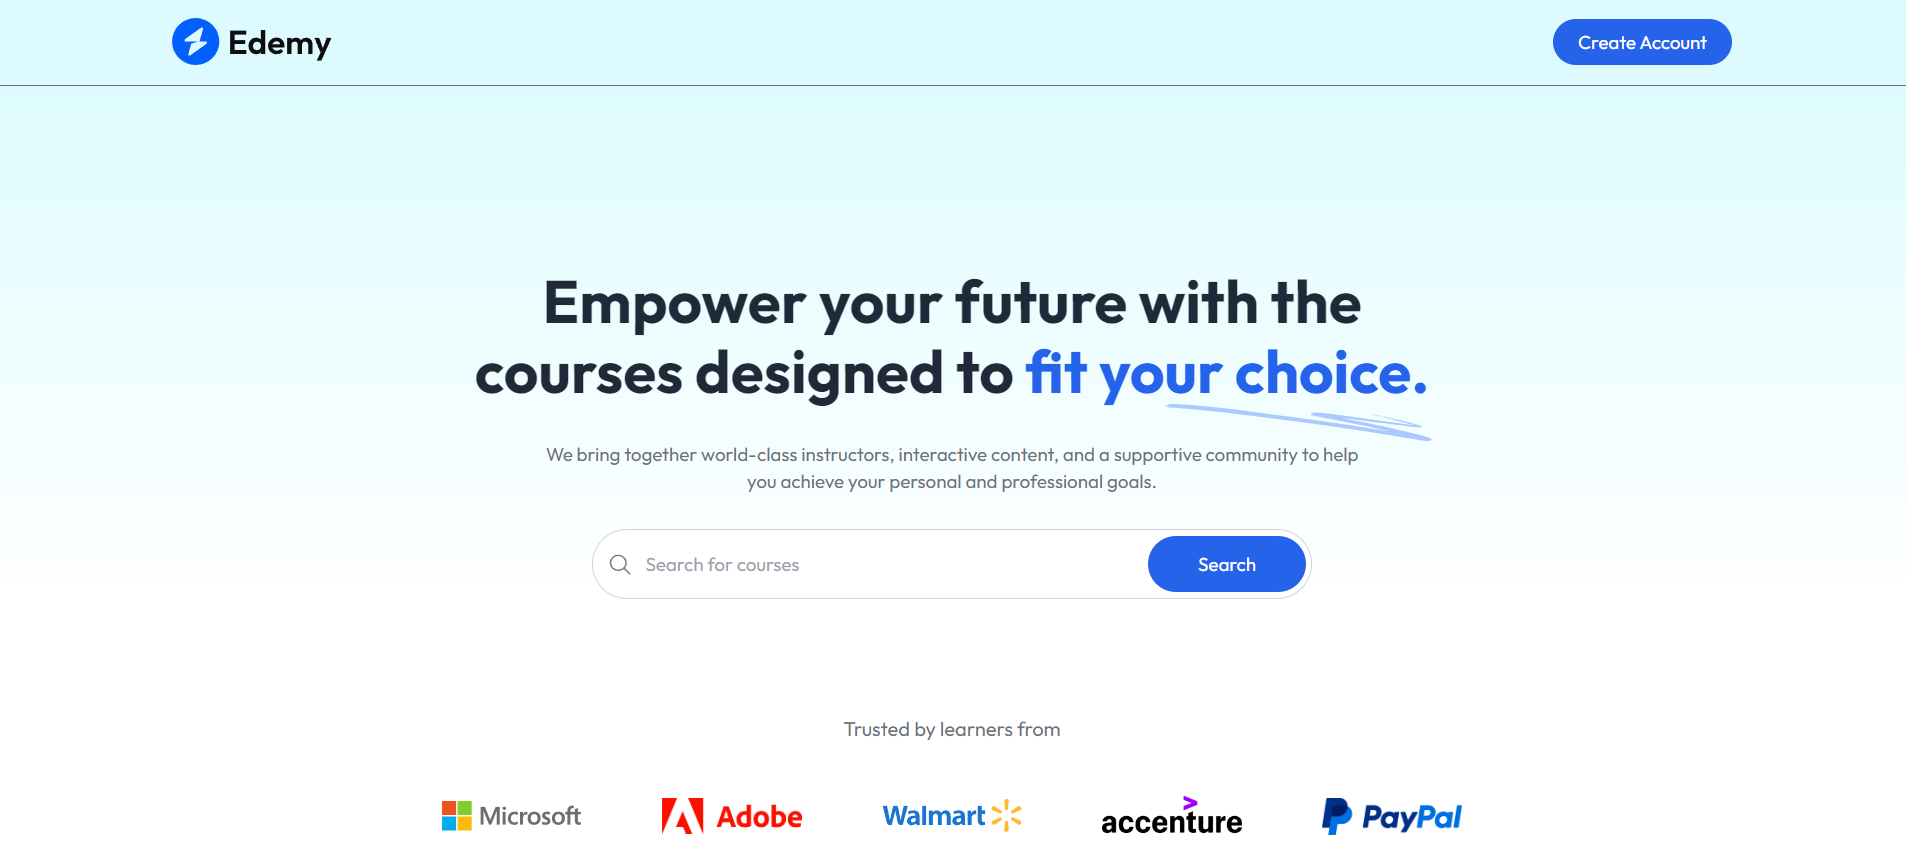 Edemy
Create Account
Empower your future with the
courses designed to fit your choice.
We bring together world-class instructors, interactive content, and a supportive community to help
you achieve your personal and professional goals.
Search for courses
Search
Trusted by learners from
Microsoft
Adobe
Walmart
accenture
PayPal